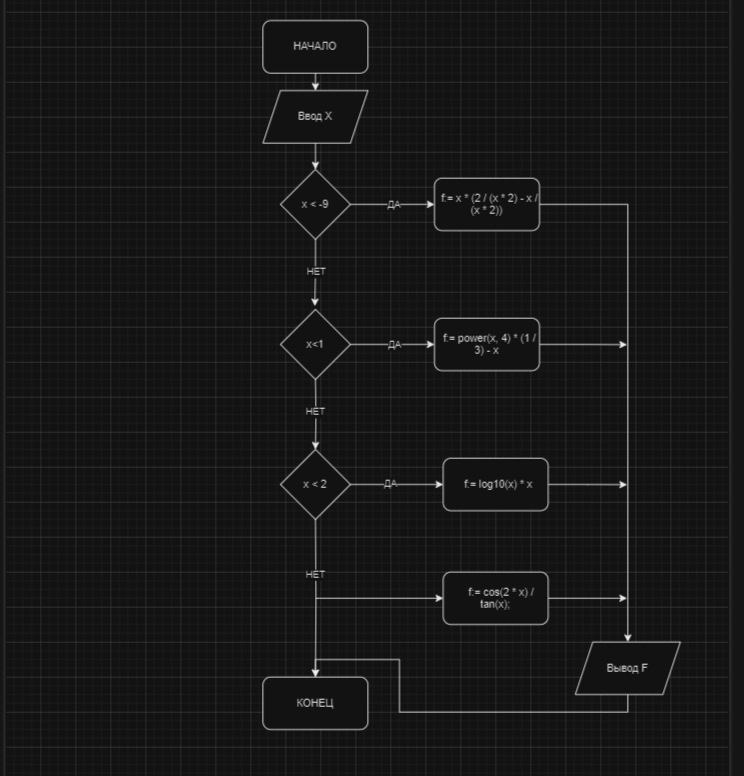 НАЧАЛО
Ввод X
x < -9
ДА
f:= x * (2 / (x * 2) - x /
(x * 2))
НЕТ
x<1
ДА
f:= power(x, 4) * (1 /
3) - x
НЕТ
x < 2
ДА
f:= log10(x) * x
НЕТ
f:= cos(2 * x) /
tan(x);
Вывод F
КОНЕЦ